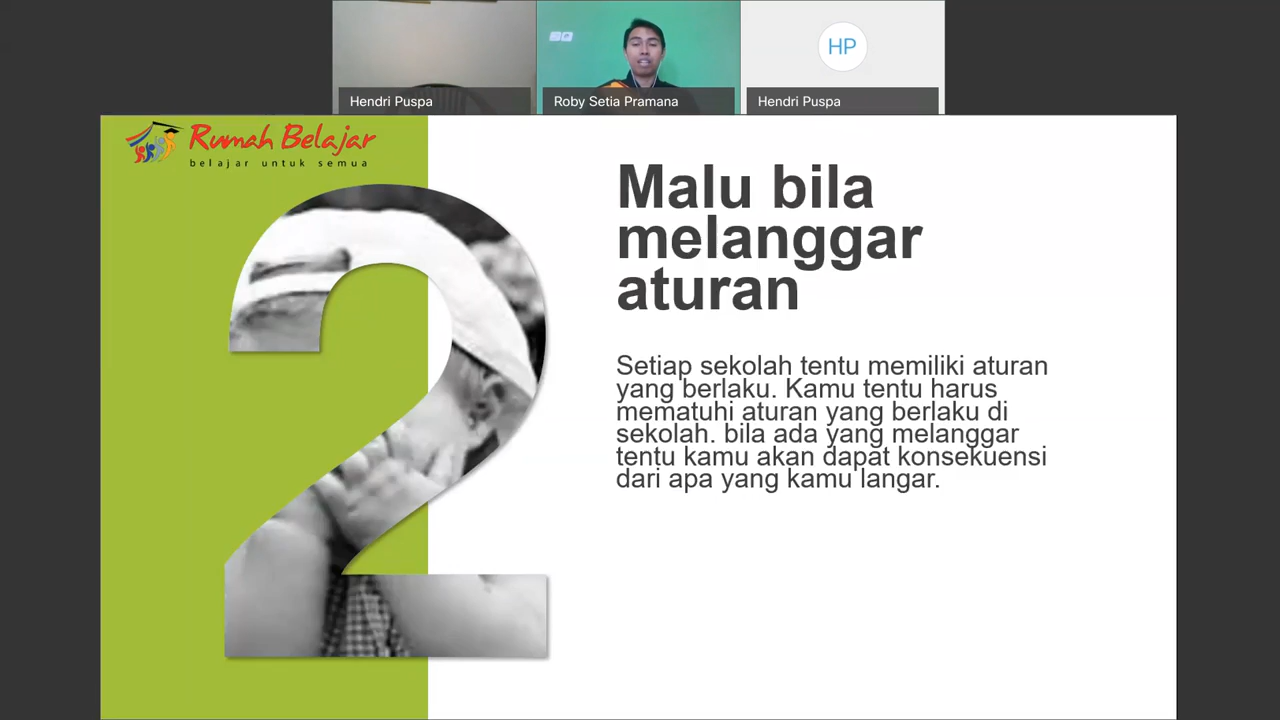 Hendri Puspa
Roby Setia Pramana
HP
Hendri Puspa
Rumah Belajar
belajar untuk semua
2
Malu bila
melanggar
aturan
Setiap sekolah tentu memiliki aturan
yang berlaku. Kamu tentu harus
mematuhi aturan yang berlaku di
sekolah. bila ada yang melanggar
tentu kamu akan dapat konsekuensi
dari apa yang kamu langar.